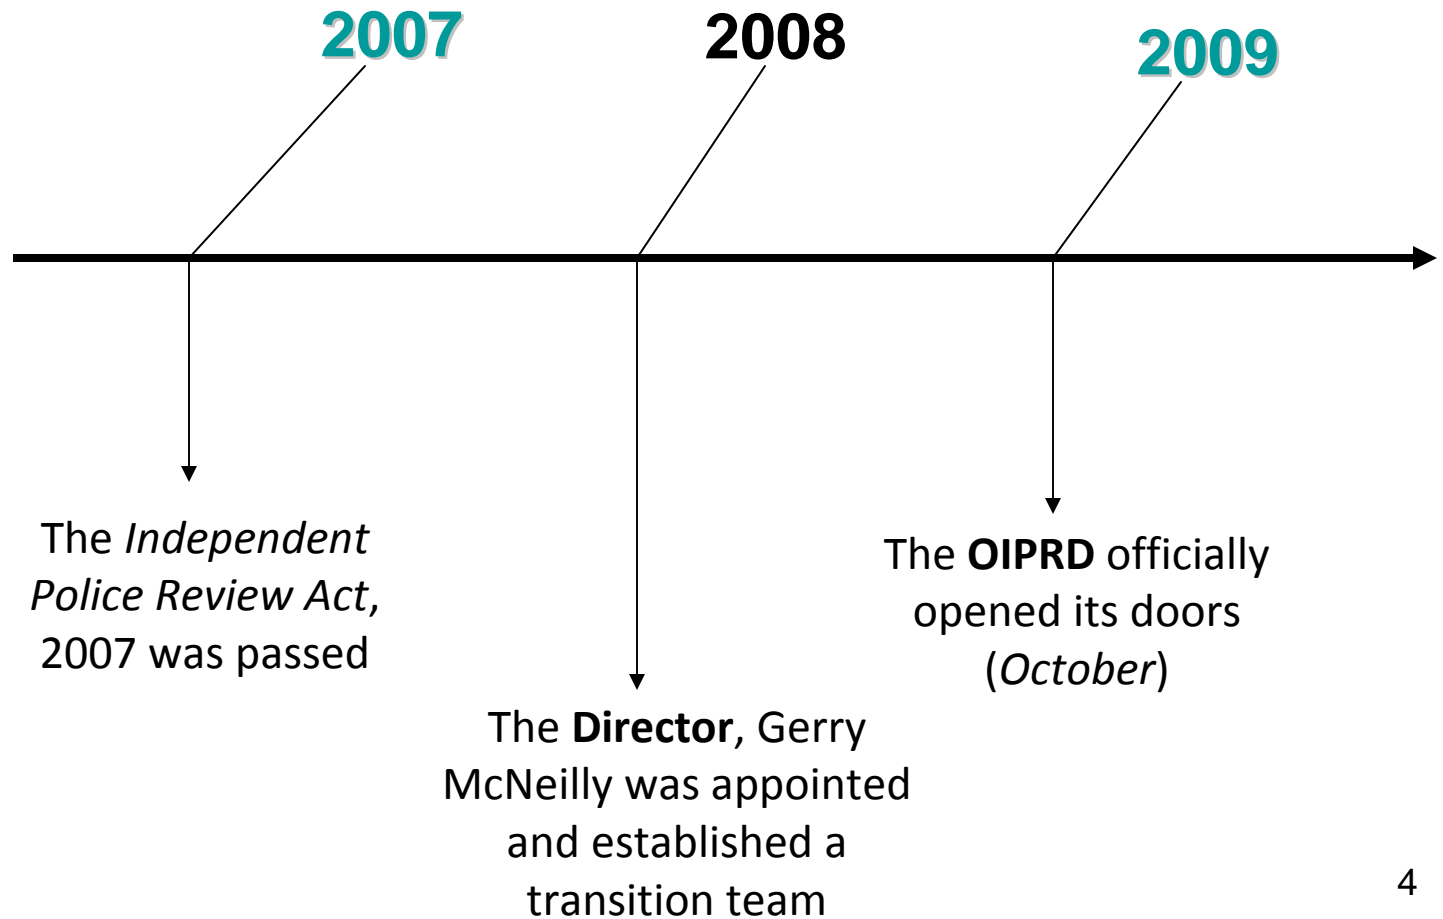 2007
2008
2009
The Independent
Police Review Act,
2007 was passed
The Director, Gerry
McNeilly was appointed
and established a
transition team
The OIPRD officially
opened its doors
(October)
4